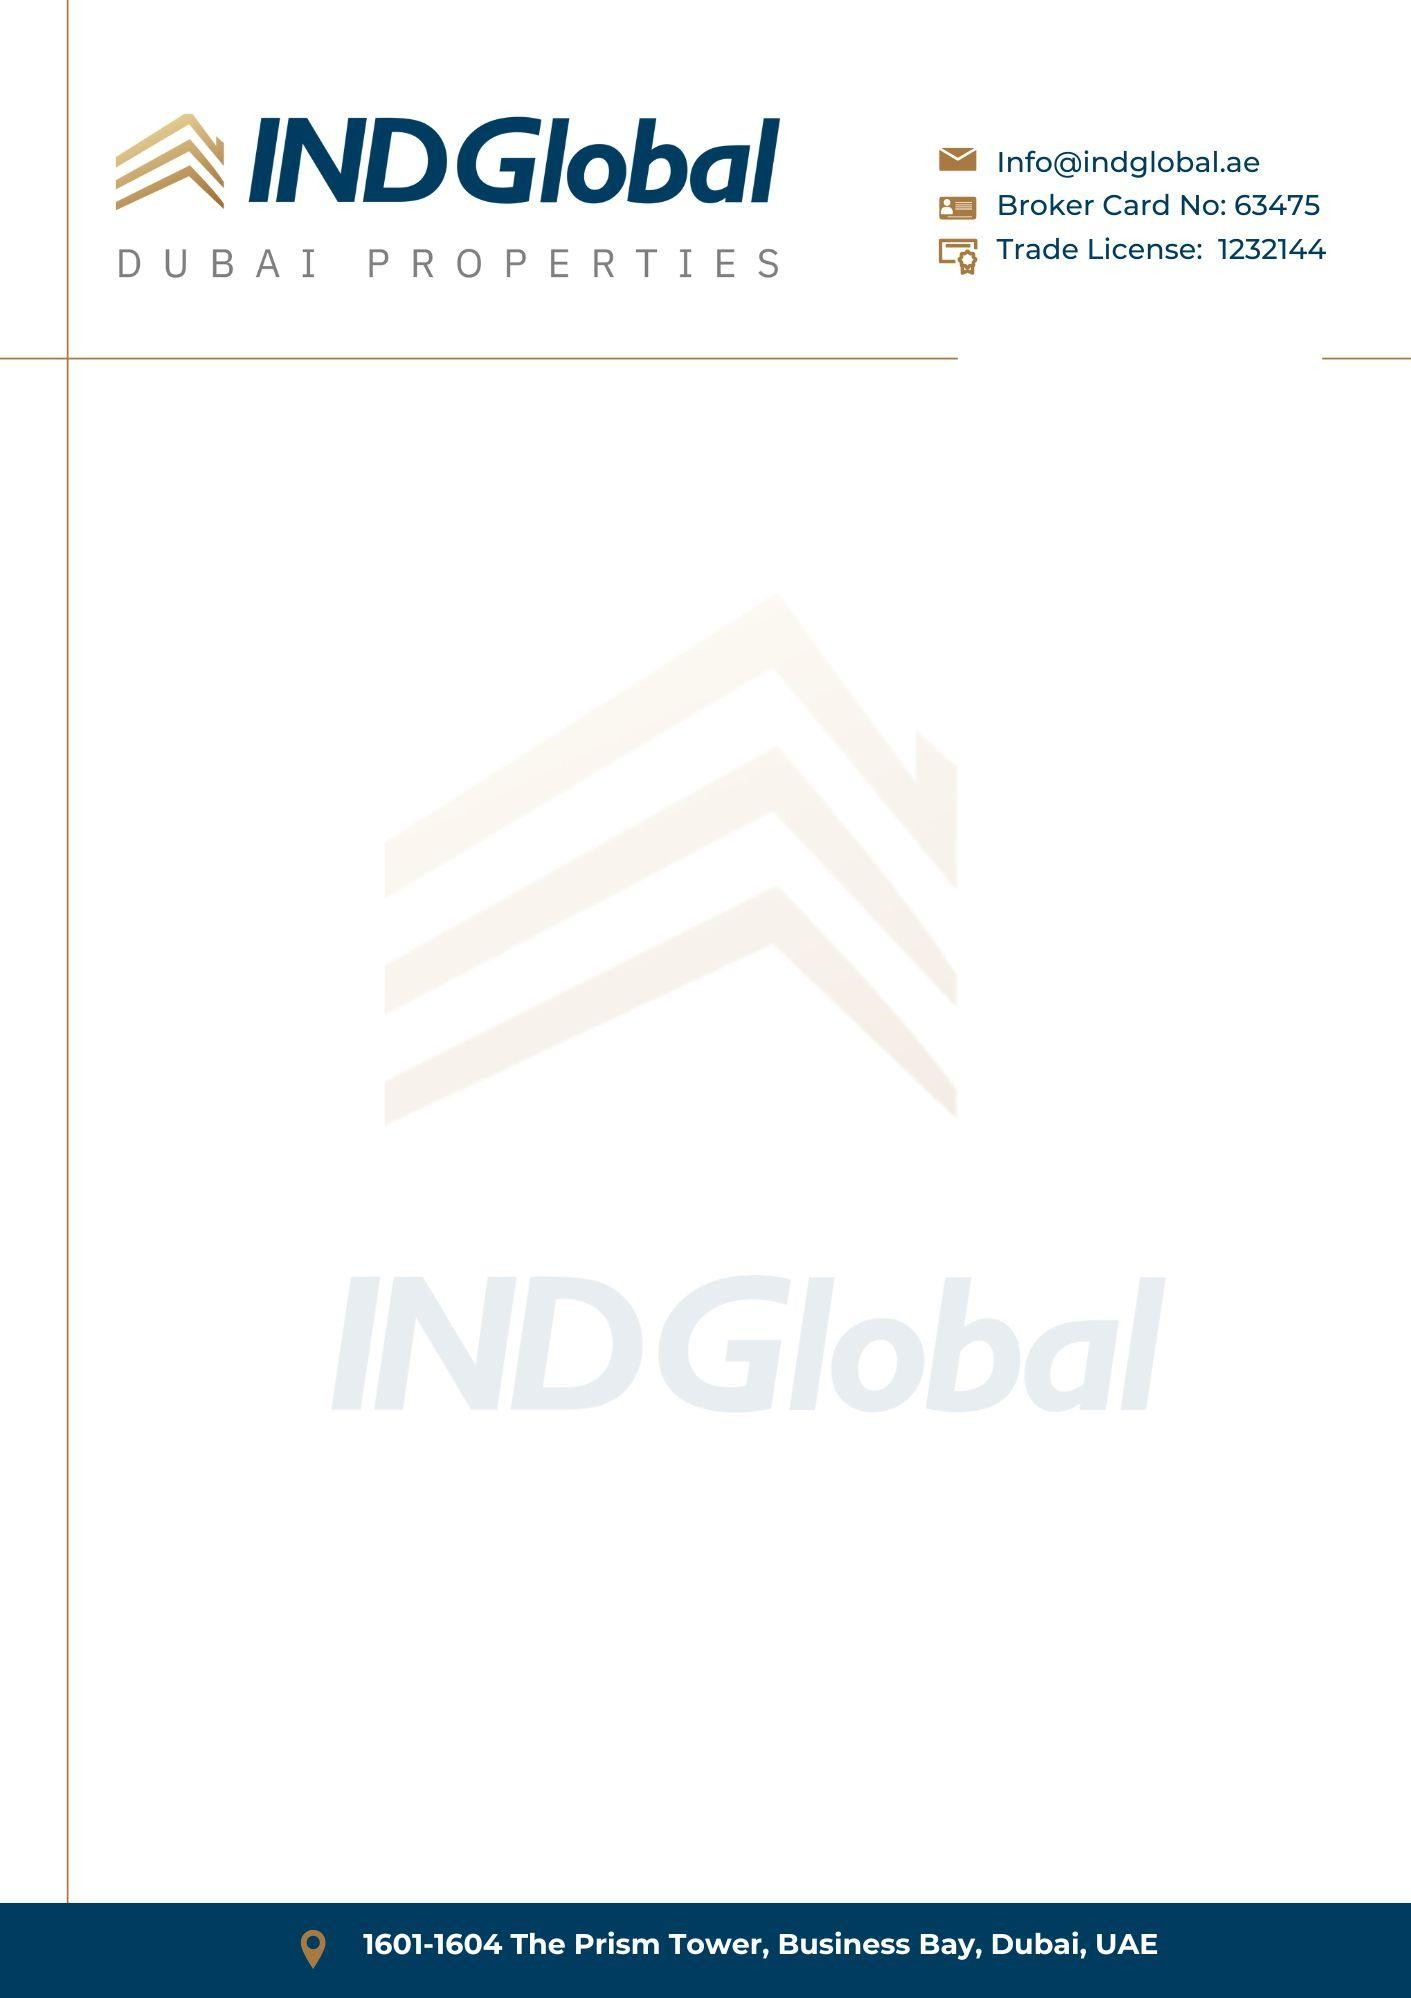 INDGlobal
DUBAI PROPERTIES
Info@indglobal.ae
Broker Card No: 63475
Trade License: 1232144
INDGlobal
1601-1604 The Prism Tower, Business Bay, Dubai, UAE